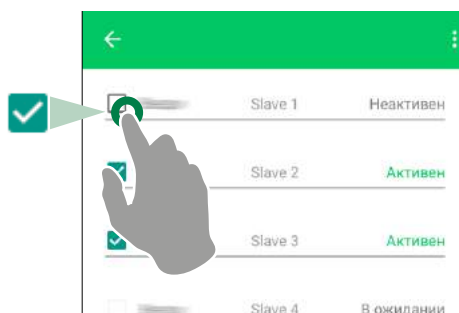 Slave 1 Неактивен
Slave 2 Активен
Slave 3 Активен
Slave 4 В ожидании